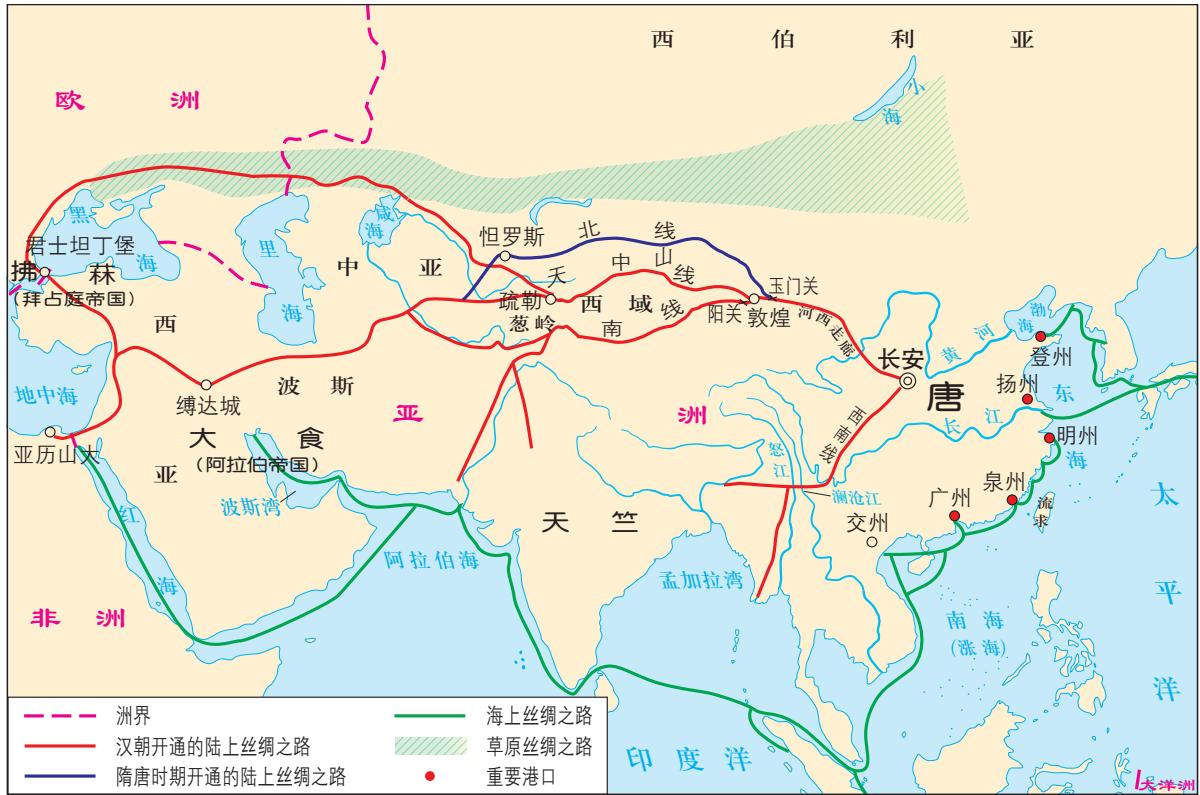 西伯利亚
欧洲
小海
黑海
君士坦丁堡
拂菻
(拜占庭帝国)
里海
咸海
中亚
怛罗斯
北线
天山
中线
疏勒
西域
葱岭
南线
玉门关
阳关
敦煌
河西走廊
长安
黄河
渤海
登州
唐
扬州
东海
长江
明州
西亚
波斯
亚洲
地中海
缚达城
亚历山大
大食
(阿拉伯帝国)
波斯湾
西南线
怒江
澜沧江
泉州
广州
流求
交州
天竺
红海
阿拉伯海
孟加拉湾
南海
(涨海)
太平洋
非洲
印度洋
大洋洲
洲界
汉朝开通的陆上丝绸之路
隋唐时期开通的陆上丝绸之路
海上丝绸之路
草原丝绸之路
重要港口